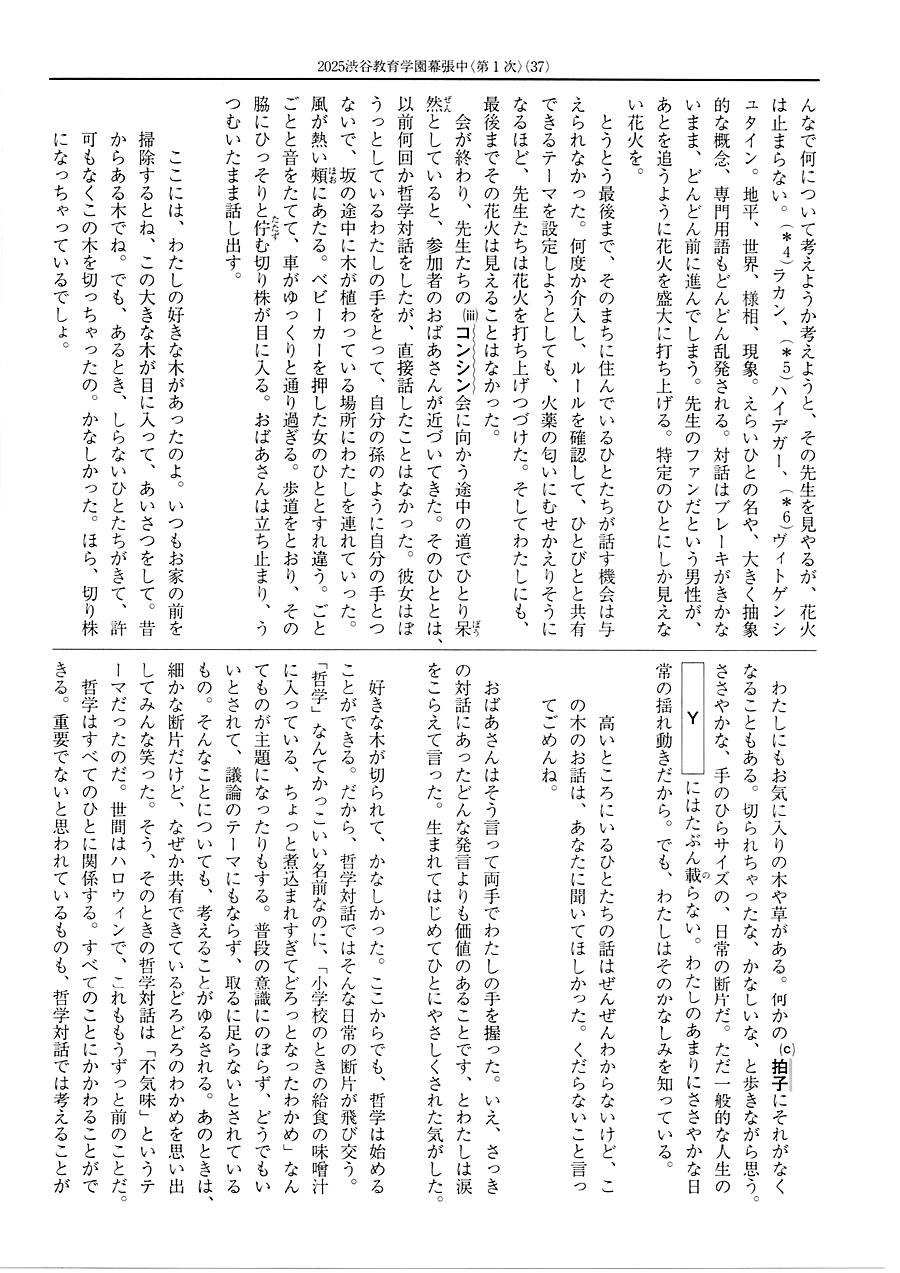 2025渋谷教育学園幕張中〈第1次〉(37)
んなで何について考えようか考えようと、その先生を見やるが、花火
は止まらない。(＊4)ラカン、(＊5)ハイデガー、(＊6)ヴィトゲンシ
ュタイン。地平、世界、様相、現象。えらいひとの名や、大きく抽象
的な概念、専門用語もどんどん乱発される。対話はブレーキがきかな
いまま、どんどん前に進んでしまう。先生のファンだという男性が、
あとを追うように花火を盛大に打ち上げる。特定のひとにしか見えな
い花火を。
とうとう最後まで、そのまちに住んでいるひとたちが話す機会は与
えられなかった。何度か介入し、ルールを確認して、ひとびとと共有
できるテーマを設定しようとしても、火薬の匂いにむせかえりそうに
なるほど、先生たちは花火を打ち上げつづけた。そしてわたしにも、
最後までその花火は見えることはなかった。
会が終わり、先生たちの(ⅲ)コンシン会に向かう途中の道でひとり呆ぼう
然ぜんとしていると、参加者のおばあさんが近づいてきた。そのひととは、
以前何回か哲学対話をしたが、直接話したことはなかった。彼女はぼ
うっとしているわたしの手をとって、自分の孫のように自分の手とつ
ないで、坂の途中に木が植わっている場所にわたしを連れていった。
風が熱い頰ほおにあたる。ベビーカーを押した女のひととすれ違う。ごと
ごとと音をたてて、車がゆっくりと通り過ぎる。歩道をとおり、その
脇にひっそりと佇たたずむ切り株が目に入る。おばあさんは立ち止まり、う
つむいたまま話し出す。
ここには、わたしの好きな木があったのよ。いつもお家の前を
掃除するとね、この大きな木が目に入って、あいさつをして。昔
からある木でね。でも、あるとき、しらないひとたちがきて、許
可もなくこの木を切っちゃったの。かなしかった。ほら、切り株
になっちゃっているでしょ。
わたしにもお気に入りの木や草がある。何かの(c)拍子にそれがなく
なることもある。切られちゃったな、かなしいな、と歩きながら思う。
ささやかな、手のひらサイズの、日常の断片だ。ただ一般的な人生の
Yにはたぶん載のらない。わたしのあまりにささやかな日
常の揺れ動きだから。でも、わたしはそのかなしみを知っている。
高いところにいるひとたちの話はぜんぜんわからないけど、こ
の木のお話は、あなたに聞いてほしかった。くだらないこと言っ
てごめんね。
おばあさんはそう言って両手でわたしの手を握った。いえ、さっき
の対話にあったどんな発言よりも価値のあることです、とわたしは涙
をこらえて言った。生まれてはじめてひとにやさしくされた気がした。
好きな木が切られて、かなしかった。ここからでも、哲学は始める
ことができる。だから、哲学対話ではそんな日常の断片が飛び交う。
「哲学」なんてかっこいい名前なのに、「小学校のときの給食の味噌汁
に入っている、ちょっと煮込まれすぎてどろっとなったわかめ」なん
てものが主題になったりもする。普段の意識にのぼらず、どうでもい
いとされて、議論のテーマにもならず、取るに足らないとされている
もの。そんなことについても、考えることがゆるされる。あのときは、
細かな断片だけど、なぜか共有できているどろどろのわかめを思い出
してみんな笑った。そう、そのときの哲学対話は「不気味」というテ
ーマだったのだ。世間はハロウィンで、これももうずっと前のことだ。
哲学はすべてのひとに関係する。すべてのことにかかわることがで
きる。重要でないと思われているものも、哲学対話では考えることが